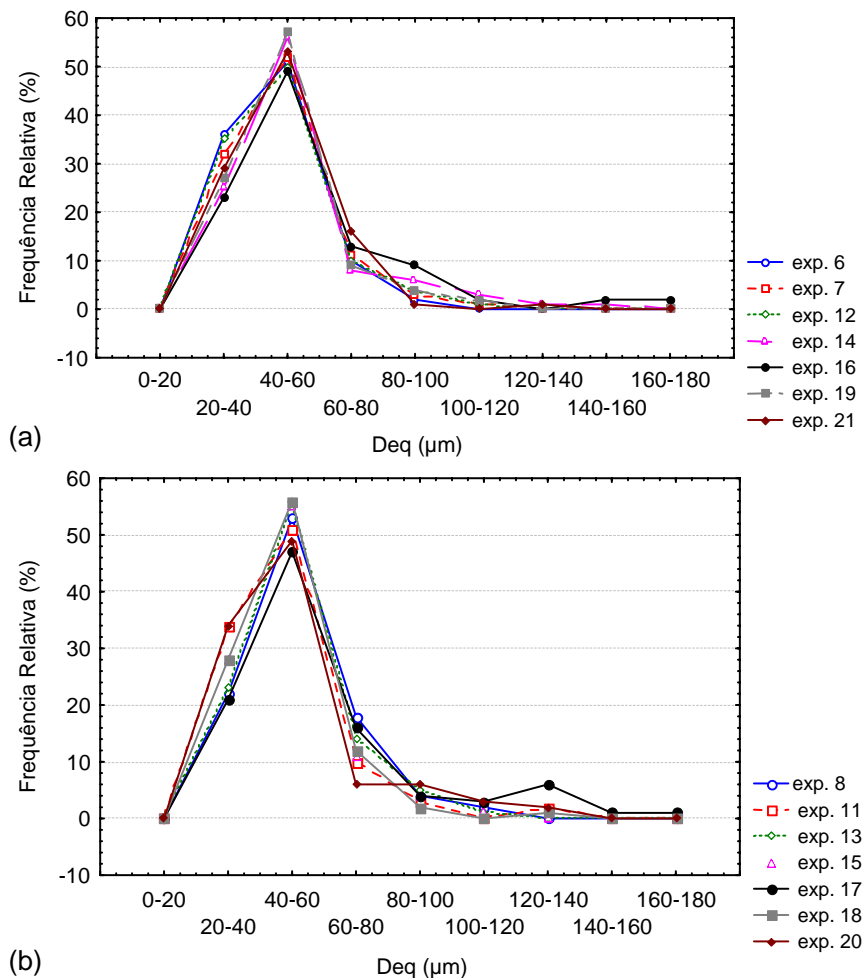 60
50
40
30
20
10
0
-10
Frequência Relativa (%)
0-20 40-60 80-100 120-140 160-180
20-40 60-80 100-120 140-160
Deq (µm)
exp. 6
exp. 7
exp. 12
exp. 14
exp. 16
exp. 19
exp. 21
(a)
60
50
40
30
20
10
0
-10
Frequência Relativa (%)
0-20 40-60 80-100 120-140 160-180
20-40 60-80 100-120 140-160
Deq (µm)
exp. 8
exp. 11
exp. 13
exp. 15
exp. 17
exp. 18
exp. 20
(b)